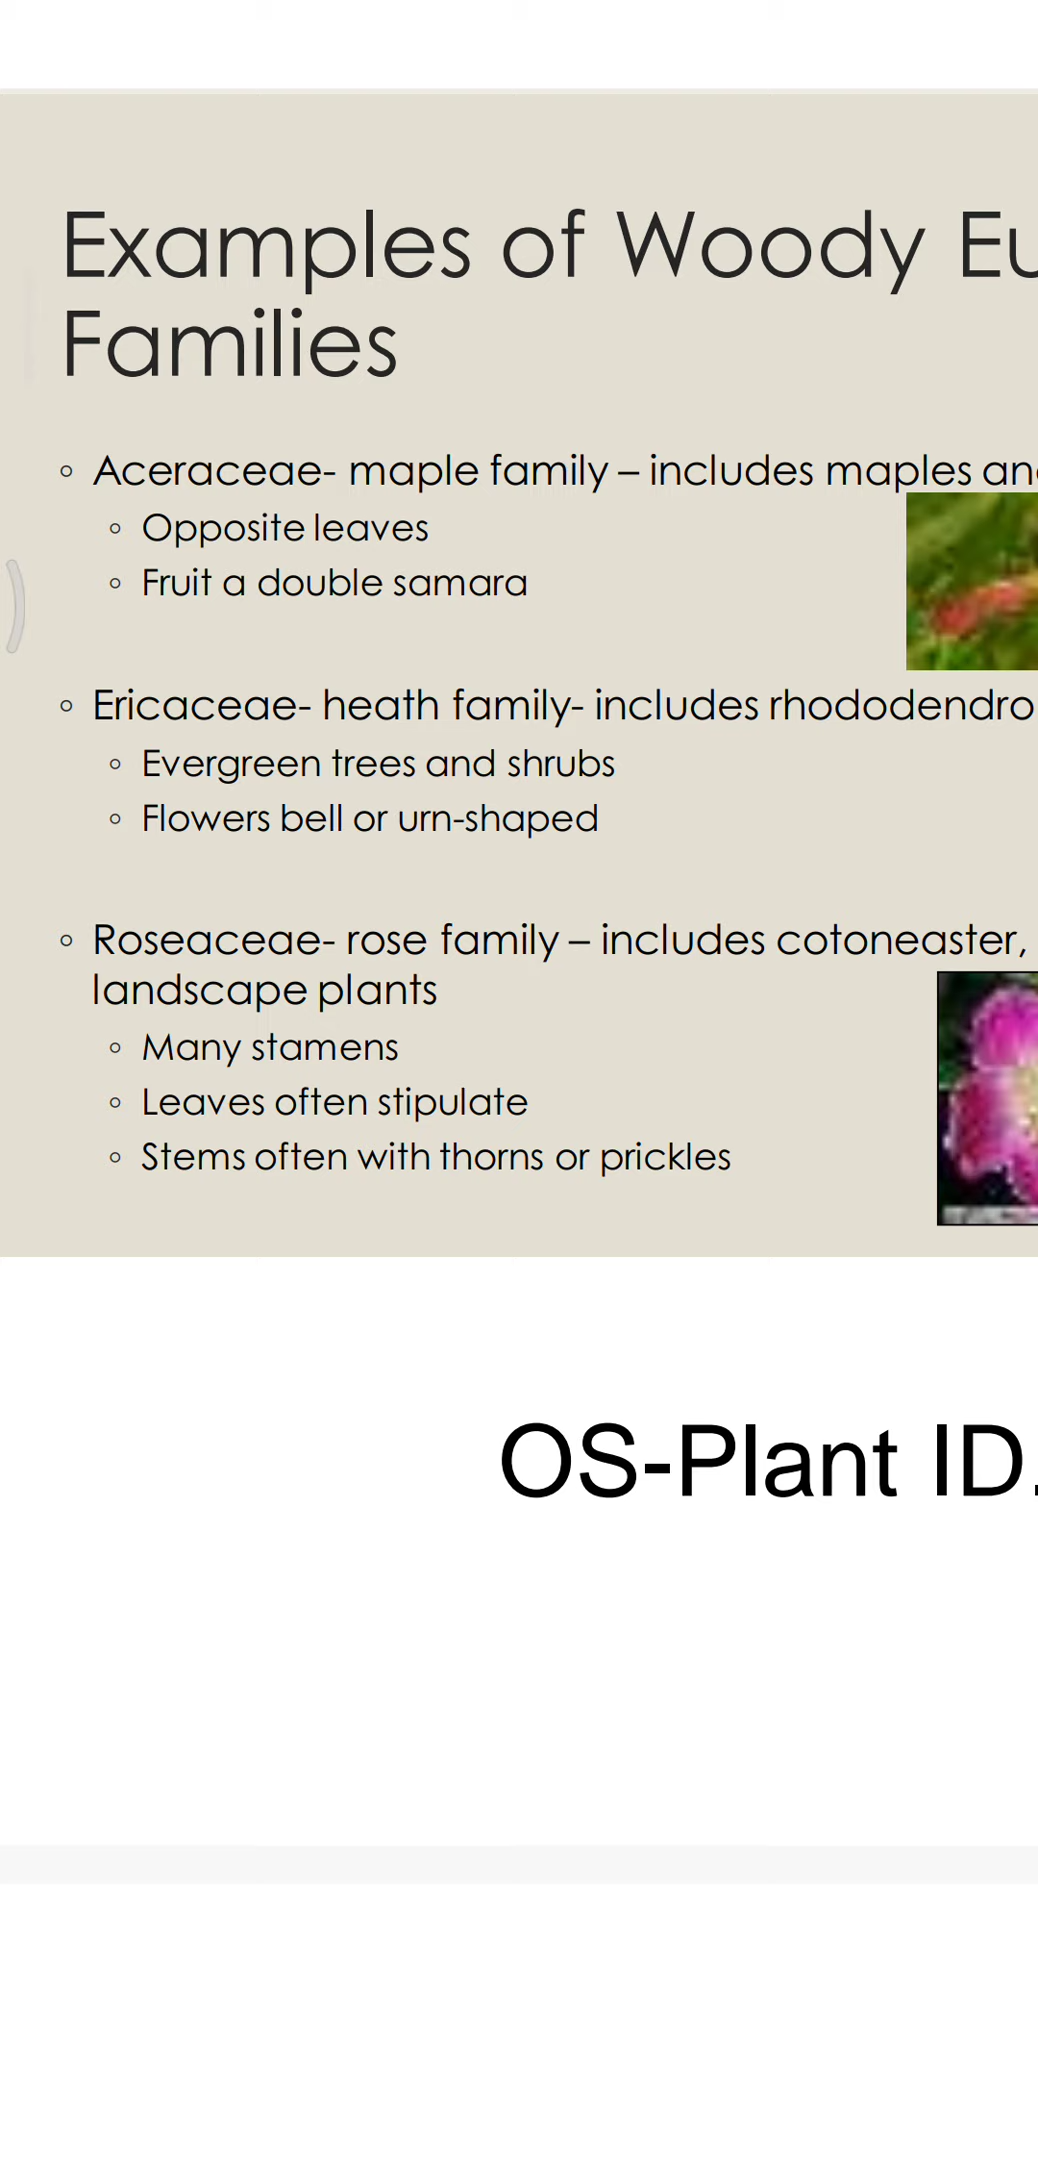 Examples of Woody Eu
Families
◦ Aceraceae- maple family – includes maples an
◦ Opposite leaves
◦ Fruit a double samara
◦ Ericaceae- heath family- includes rhododendro
◦ Evergreen trees and shrubs
◦ Flowers bell or urn-shaped
◦ Roseaceae- rose family – includes cotoneaster,
landscape plants
◦ Many stamens
◦ Leaves often stipulate
◦ Stems often with thorns or prickles
OS-Plant ID.